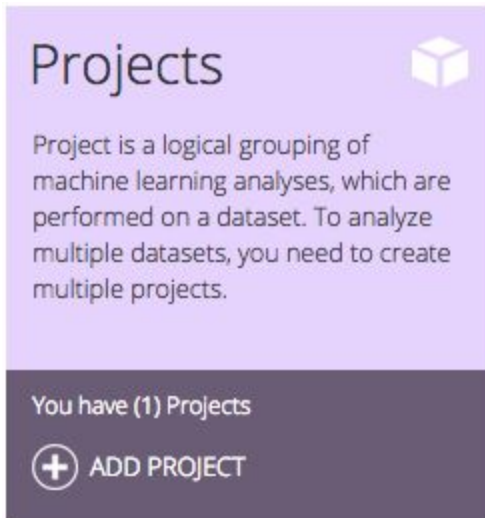 Projects
Project is a logical grouping of
machine learning analyses, which are
performed on a dataset. To analyze
multiple datasets, you need to create
multiple projects.
You have (1) Projects
ADD PROJECT